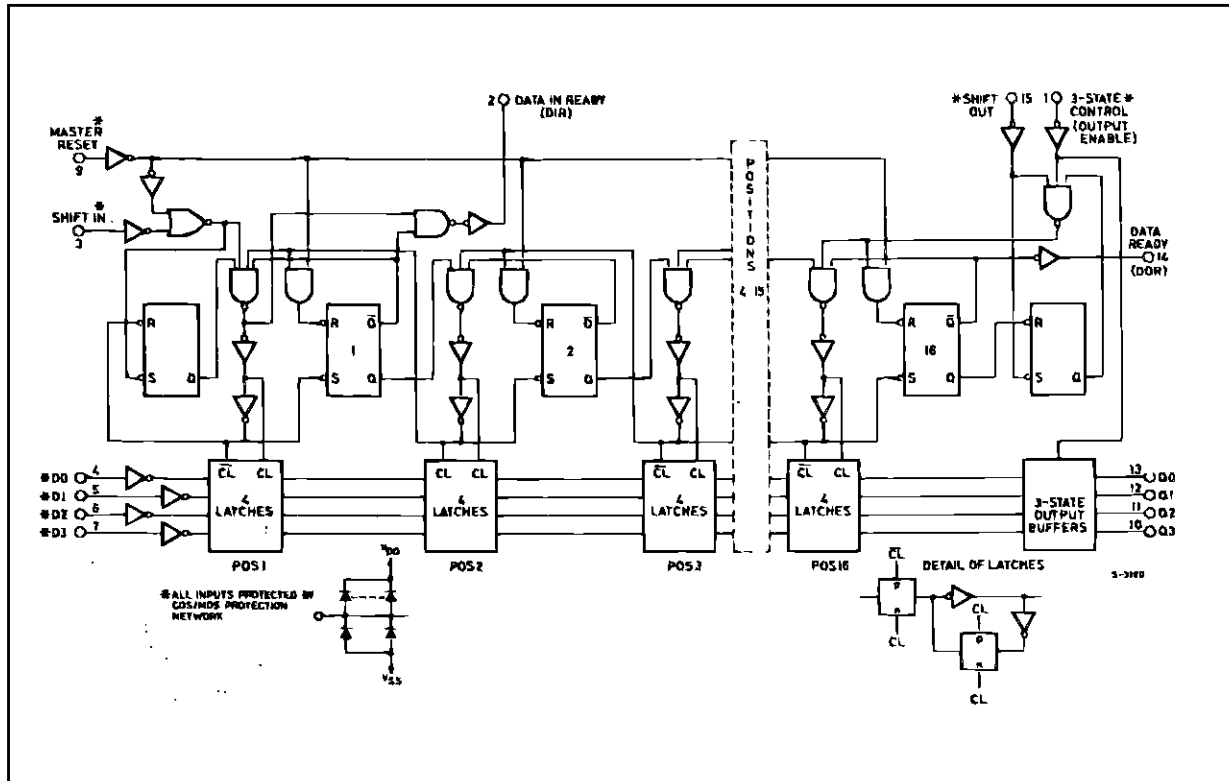 2 DATA IN READY
(DIR)
*SHIFT 15
OUT
1 3-STATE*
CONTROL
(OUTPUT
ENABLE)
*
MASTER
RESET
9
*
SHIFT IN
3
POSITIONS
4 15
DATA
READY
14
(DOR)
R
S Q
R Q
1
S Q
R Q
2
S Q
R Q
16
S Q
R
S Q
CL CL
4
LATCHES
POS1
CL CL
4
LATCHES
POS2
CL CL
4
LATCHES
POS3
CL CL
4
LATCHES
POS16
3-STATE
OUTPUT
BUFFERS
*D0 4
*D1 5
*D2 6
*D3 7
13 Q0
12 Q1
11 Q2
10 Q3
*ALL INPUTS PROTECTED BY
COS/MOS PROTECTION
NETWORK
VDD
VSS
DETAIL OF LATCHES
CL
P
n
CL
CL
P
n
CL